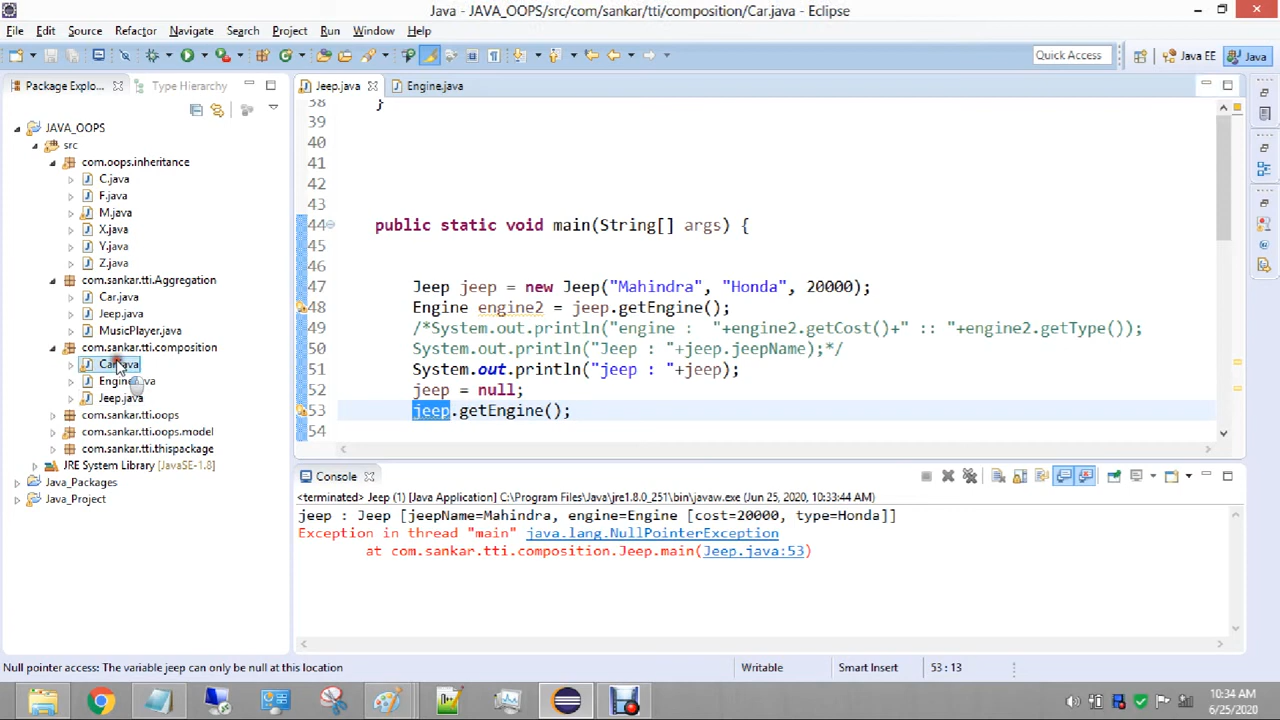 Java - JAVA_OOPS/src/com/sankar/tti/composition/Car.java - Eclipse
File Edit Source Refactor Navigate Search Project Run Window Help
Quick Access Java EE Java
Package Explo... Type Hierarchy
JAVA_OOPS
src
com.oops.inheritance
C.java
F.java
M.java
X.java
Y.java
Z.java
com.sankar.tti.Aggregation
Car.java
Jeep.java
MusicPlayer.java
com.sankar.tti.composition
Car.java
Engine.java
Jeep.java
com.sankar.tti.oops
com.sankar.tti.oops.model
com.sankar.tti.thispackage
JRE System Library [JavaSE-1.8]
Java_Packages
Java_Project
Jeep.java Engine.java
38 }
39
40
41
42
43
44 public static void main(String[] args) {
45
46
47 Jeep jeep = new Jeep("Mahindra", "Honda", 20000);
48 Engine engine2 = jeep.getEngine();
49 /*System.out.println("engine :  "+engine2.getCost()+" :: "+engine2.getType());
50 System.out.println("Jeep : "+jeep.jeepName);*/
51 System.out.println("jeep : "+jeep);
52 jeep = null;
53 jeep.getEngine();
54
Console
<terminated> Jeep (1) [Java Application] C:\Program Files\Java\jre1.8.0_251\bin\javaw.exe (Jun 25, 2020, 10:33:44 AM)
jeep : Jeep [jeepName=Mahindra, engine=Engine [cost=20000, type=Honda]]
Exception in thread "main" java.lang.NullPointerException
at com.sankar.tti.composition.Jeep.main(Jeep.java:53)
Null pointer access: The variable jeep can only be null at this location Writable Smart Insert 53 : 13
10:34 AM
6/25/2020